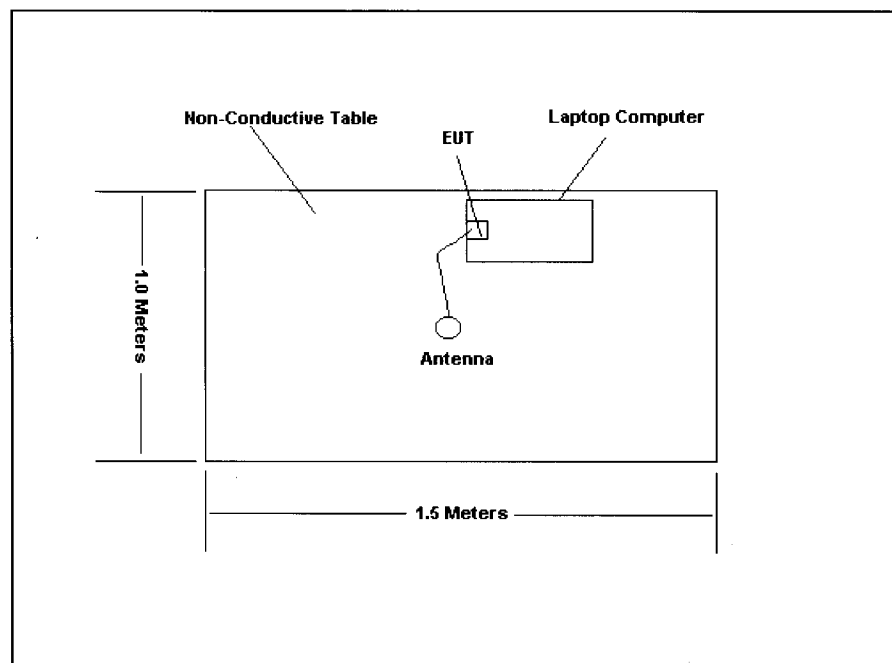 Non-Conductive Table
Laptop Computer
EUT
1.0 Meters
Antenna
1.5 Meters